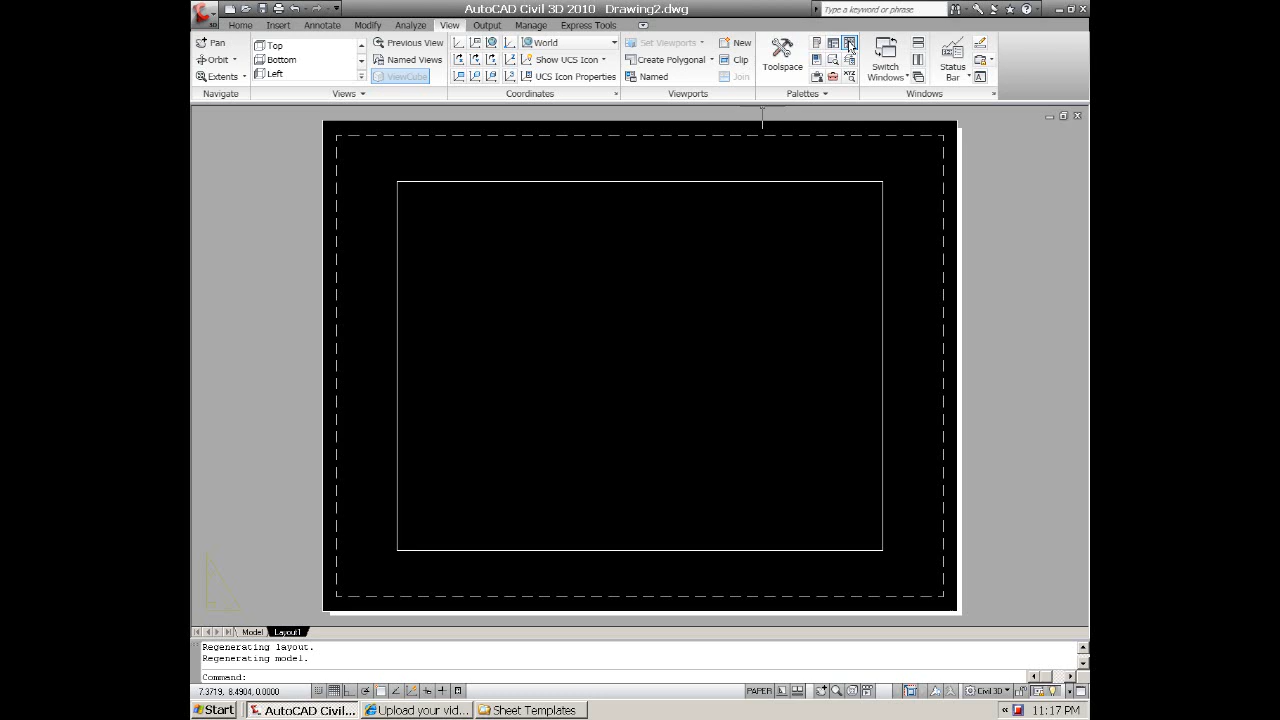 AutoCAD Civil 3D 2010 Drawing2.dwg
Type a keyword or phrase
Home Insert Annotate Modify Analyze View Output Manage Express Tools
Pan
Orbit
Extents
Navigate
Top
Bottom
Left
Previous View
Named Views
ViewCube
Views
World
Show UCS Icon
UCS Icon Properties
Coordinates
Set Viewports
New
Create Polygonal
Clip
Named
Join
Viewports
Toolspace
Palettes
Switch
Windows
Status
Bar
Windows
Model Layout1
Regenerating layout.
Regenerating model.
Command:
7.3719, 8.4904, 0.0000
PAPER
Civil 3D
Start
AutoCAD Civil...
pload your vid...
Sheet Templates
11:17 PM